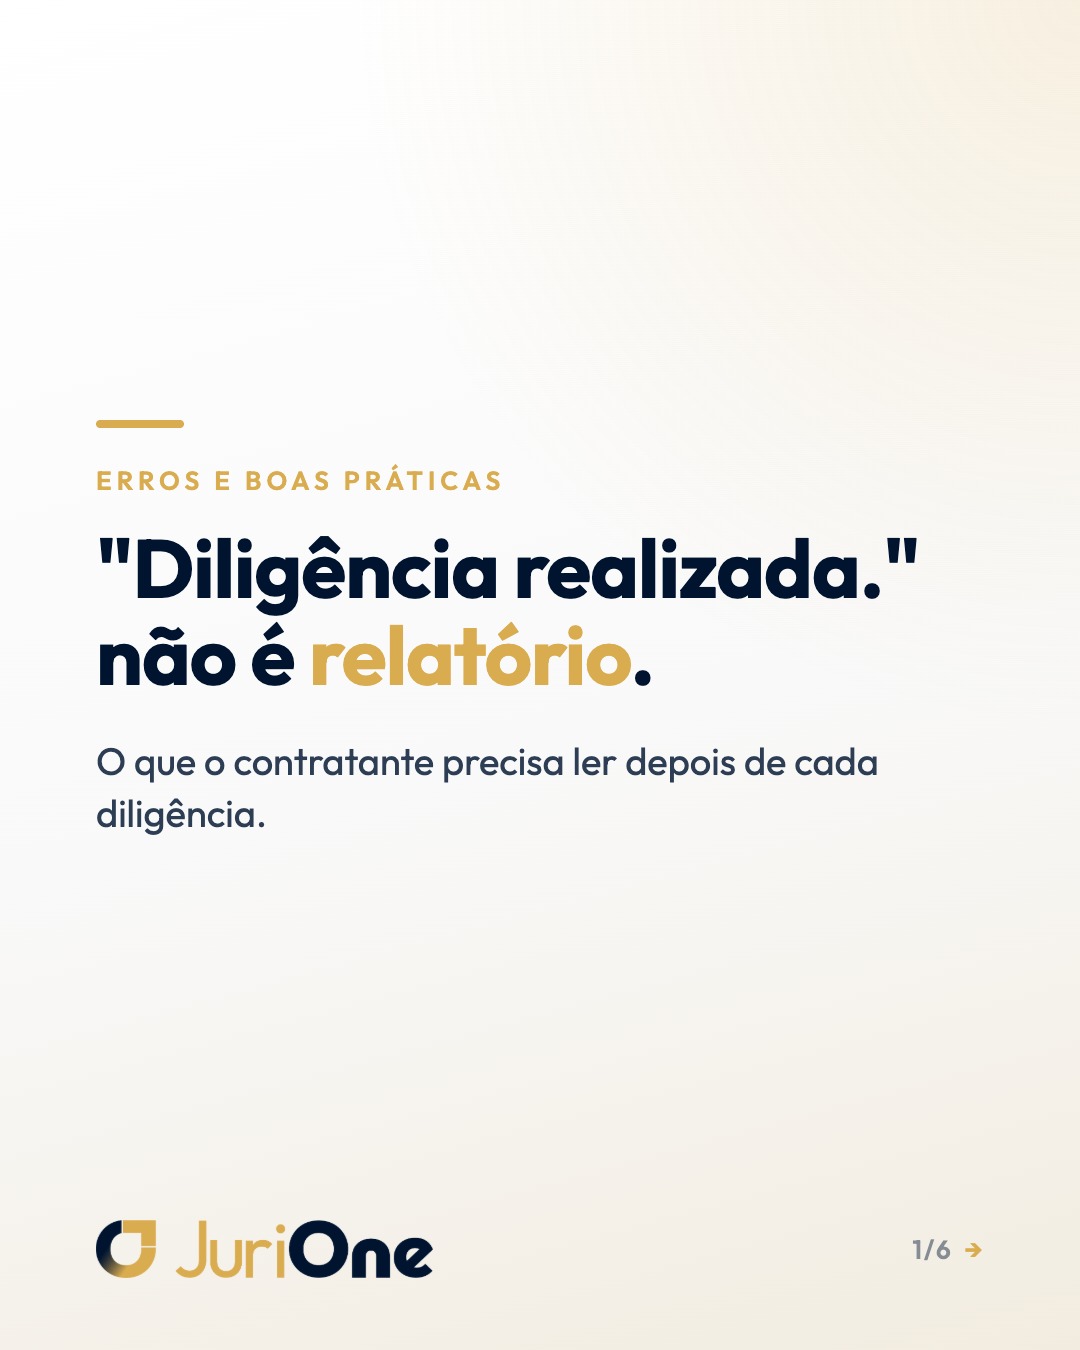 ERROS E BOAS PRÁTICAS
"Diligência realizada."
não é relatório.
O que o contratante precisa ler depois de cada
diligência.
JuriOne
1/6 →